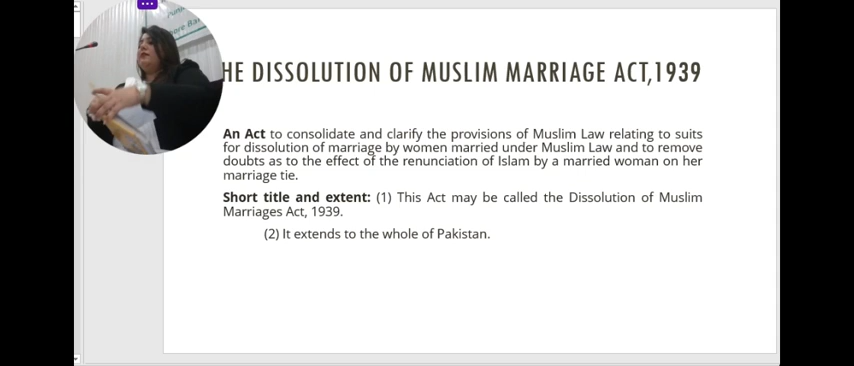 HE DISSOLUTION OF MUSLIM MARRIAGE ACT,1939
An Act to consolidate and clarify the provisions of Muslim Law relating to suits
for dissolution of marriage by women married under Muslim Law and to remove
doubts as to the effect of the renunciation of Islam by a married woman on her
marriage tie.
Short title and extent: (1) This Act may be called the Dissolution of Muslim
Marriages Act, 1939.
(2) It extends to the whole of Pakistan.